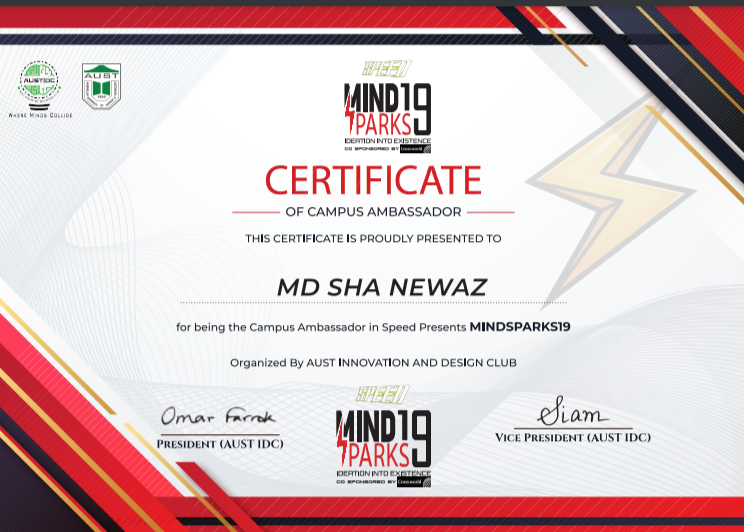 AUSTIDC
WHERE MINDS COLLIDE
AUST
SPEED
MIND19
SPARKS
IDEATION INTO EXISTENCE
CO SPONSORED BY Crossworld
CERTIFICATE
OF CAMPUS AMBASSADOR
THIS CERTIFICATE IS PROUDLY PRESENTED TO
MD SHA NEWAZ
for being the Campus Ambassador in Speed Presents MINDSPARKS19
Organized By AUST INNOVATION AND DESIGN CLUB
SPEED
MIND19
SPARKS
IDEATION INTO EXISTENCE
CO SPONSORED BY Crossworld
Omar Farrok
PRESIDENT (AUST IDC)
Siam
VICE PRESIDENT (AUST IDC)